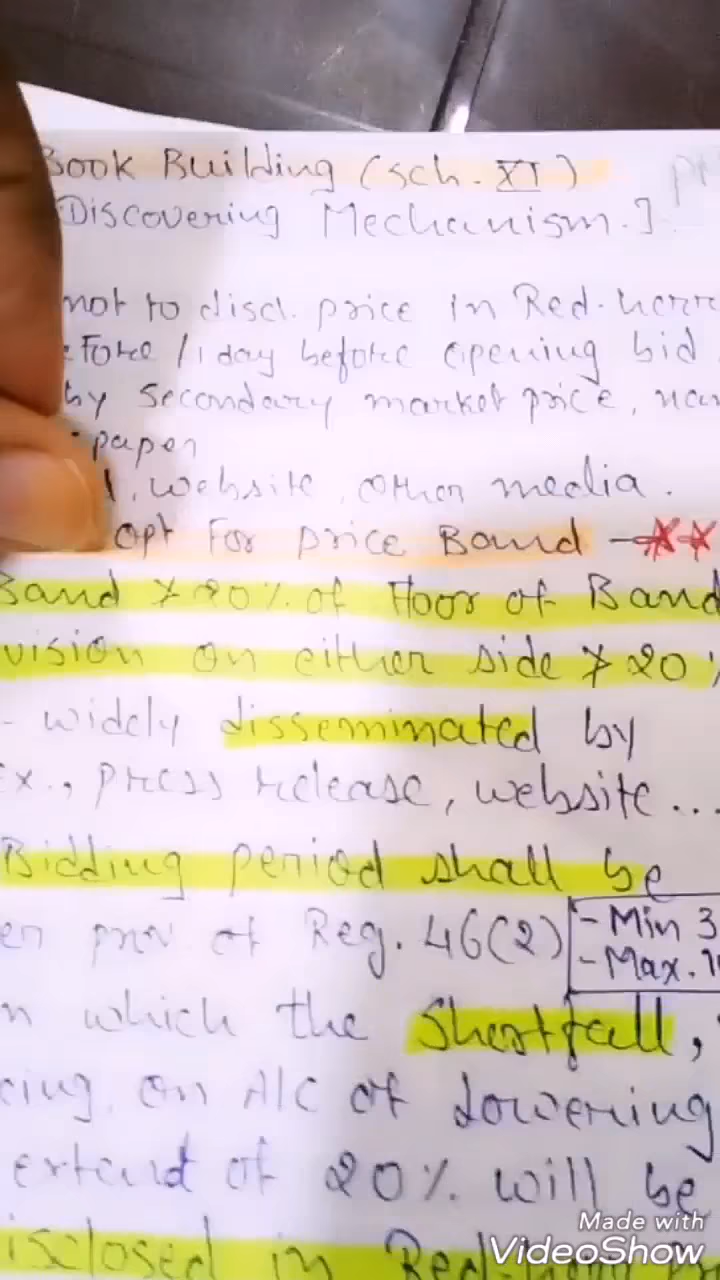 Book Building (Sch. XI)
Discovering Mechanism.]
not to discl. price in Red-herr
efore /1 day before opening bid
by secondary market price,
paper
, website, other media.
opt For price Band →**
Band ≯ 20% of Floor of Band
vision on either side ≯ 20%
- widely disseminated by
Ex., press release, website...
Bidding period shall be
er prov of Reg. 46(2)
- Min 3
- Max. 1
n which the Shortfall,
cing, on A/C of Lowering
extend of 20% will be
isclosed in Red-
Made with
VideoShow